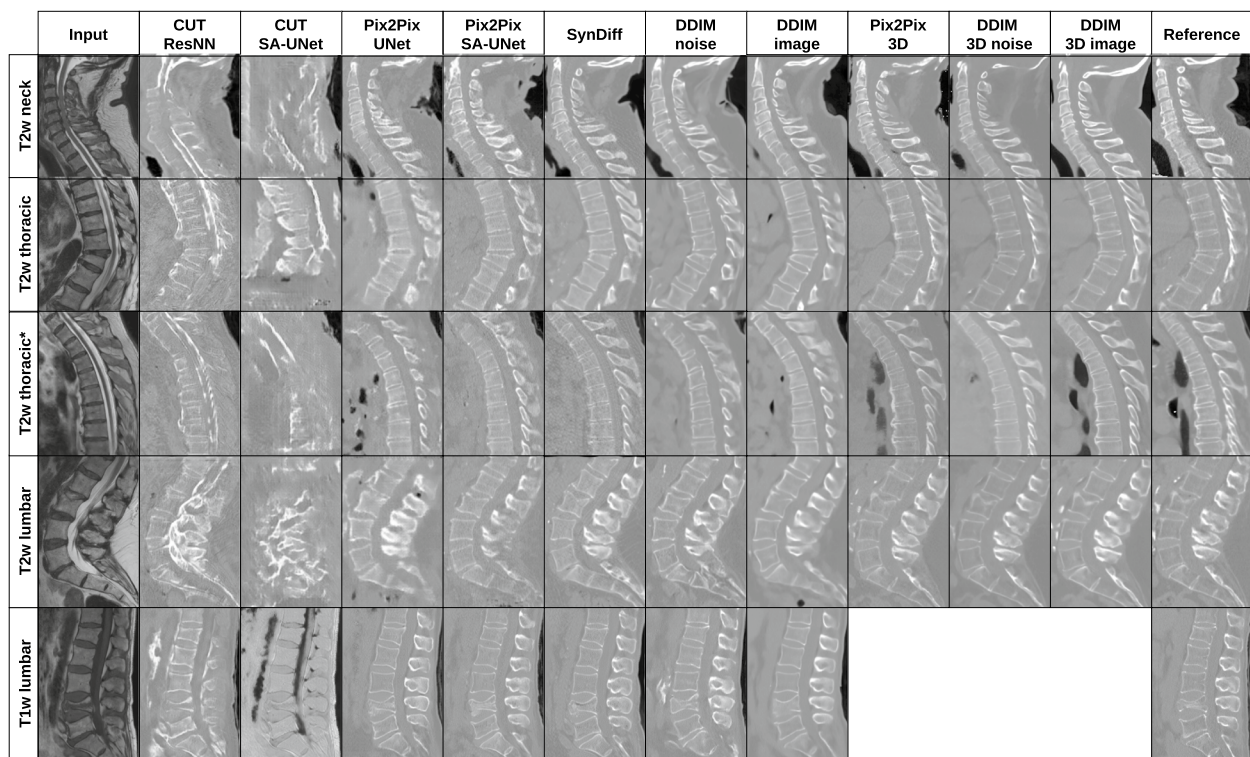 Input
CUT
ResNN
CUT
SA-UNet
Pix2Pix
UNet
Pix2Pix
SA-UNet
SynDiff
DDIM
noise
DDIM
image
Pix2Pix
3D
DDIM
3D noise
DDIM
3D image
Reference
T2w neck
T2w thoracic
T2w thoracic*
T2w lumbar
T1w lumbar